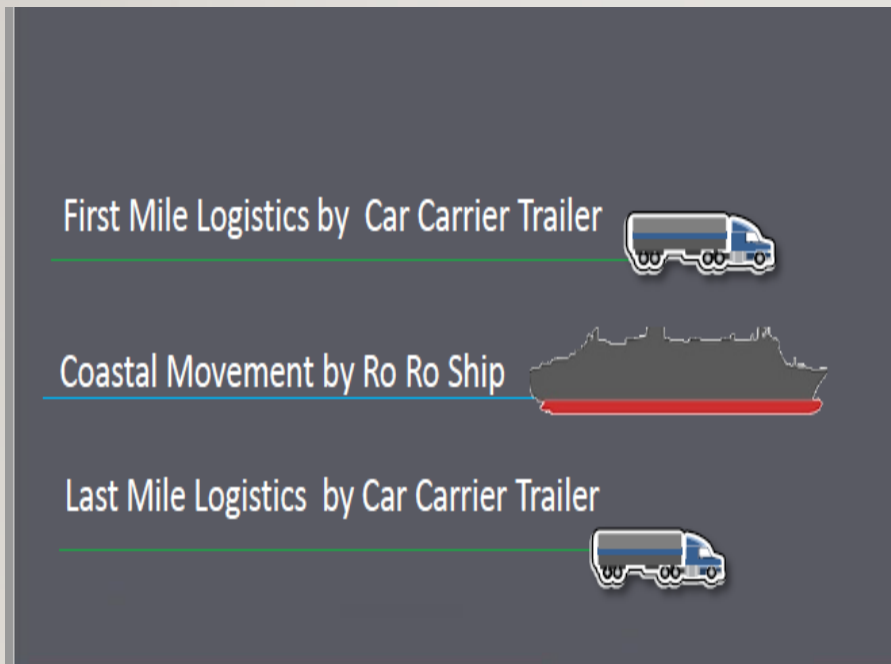 First Mile Logistics by Car Carrier Trailer
Coastal Movement by Ro Ro Ship
Last Mile Logistics by Car Carrier Trailer